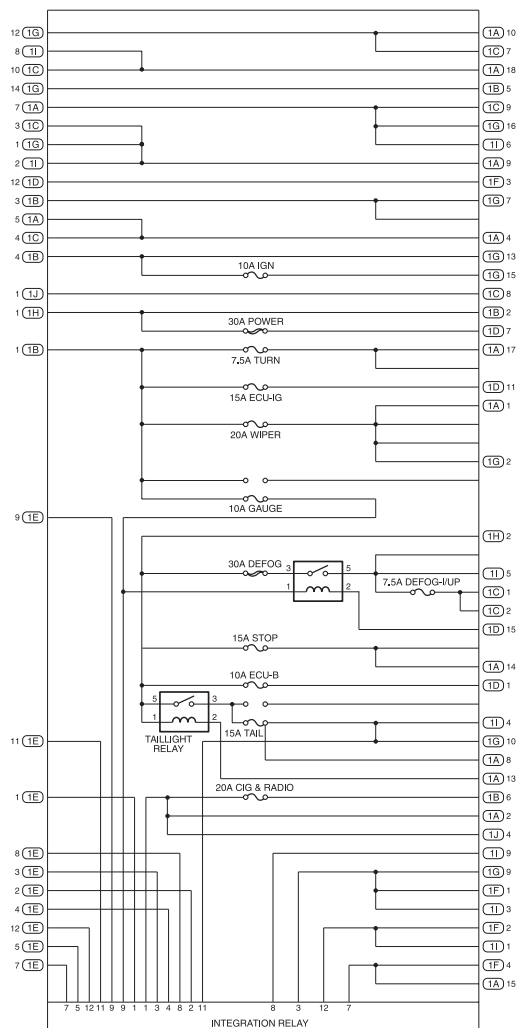 12 1G 1A 10
1C 7
8 1I
10 1C 1A 18
14 1G 1B 5
7 1A 1C 9
3 1C 1G 16
1 1G 1I 6
2 1I 1A 9
12 1D 1F 3
3 1B 1G 7
5 1A
4 1C 1A 4
4 1B 1G 13
10A IGN 1G 15
1 1J 1C 8
1 1H 1B 2
30A POWER 1D 7
1 1B 1A 17
7.5A TURN
15A ECU-IG 1D 11
1A 1
20A WIPER
1G 2
10A GAUGE
9 1E
1H 2
30A DEFOG 3 5 1I 5
7.5A DEFOG-I/UP
1 2 1C 1
1C 2
1D 15
15A STOP
1A 14
10A ECU-B 1D 1
5 3
1 2 15A TAIL 1I 4
TAILLIGHT
RELAY
11 1E 1G 10
1A 8
1A 13
20A CIG & RADIO
1 1E 1B 6
1A 2
1J 4
8 1E 1I 9
3 1E 1G 9
2 1E 1F 1
4 1E 1I 3
12 1E 1F 2
5 1E 1I 1
7 1E 1F 4
1A 15
7 5 12 11 9 9 1 1 3 4 8 2 11 8 3 12 7
INTEGRATION RELAY